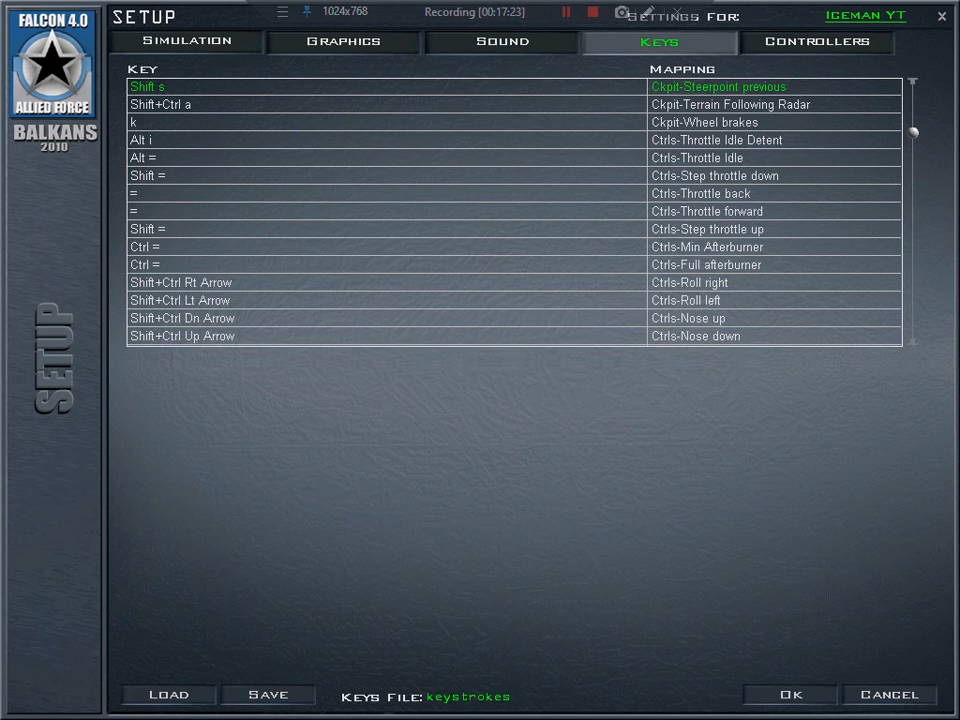 FALCON 4.0
ALLIED FORCE
BALKANS
2010
SETUP
SETUP
1024x768
Recording [00:17:23]
SETTINGS FOR:
ICEMAN YT
SIMULATION
GRAPHICS
SOUND
KEYS
CONTROLLERS
KEY MAPPING
Shift s Ckpit-Steerpoint previous
Shift+Ctrl a Ckpit-Terrain Following Radar
k Ckpit-Wheel brakes
Alt i Ctrls-Throttle Idle Detent
Alt = Ctrls-Throttle Idle
Shift = Ctrls-Step throttle down
= Ctrls-Throttle back
= Ctrls-Throttle forward
Shift = Ctrls-Step throttle up
Ctrl = Ctrls-Min Afterburner
Ctrl = Ctrls-Full afterburner
Shift+Ctrl Rt Arrow Ctrls-Roll right
Shift+Ctrl Lt Arrow Ctrls-Roll left
Shift+Ctrl Dn Arrow Ctrls-Nose up
Shift+Ctrl Up Arrow Ctrls-Nose down
LOAD
SAVE
KEYS FILE: keystrokes
OK
CANCEL